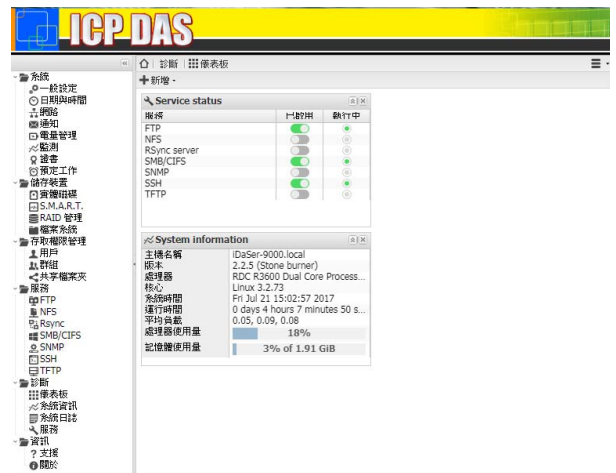 ICP DAS
診斷
儀表板
新增
系統
一般設定
日期與時間
網路
通知
電量管理
監測
證書
預定工作
儲存裝置
實體磁碟
S.M.A.R.T.
RAID 管理
檔案系統
存取權限管理
用戶
群組
共享檔案夾
服務
FTP
NFS
Rsync
SMB/CIFS
SNMP
SSH
TFTP
診斷
儀表板
系統資訊
系統日誌
服務
資訊
支援
關於
Service status
服務 已啟用 執行中
FTP
NFS
RSync server
SMB/CIFS
SNMP
SSH
TFTP
System information
主機名稱 iDaSer-9000.local
版本 2.2.5 (Stone burner)
處理器 RDC R3600 Dual Core Process...
核心 Linux 3.2.73
系統時間 Fri Jul 21 15:02:57 2017
運行時間 0 days 4 hours 7 minutes 50 s...
平均負載 0.05, 0.09, 0.08
處理器使用量 18%
記憶體使用量 3% of 1.91 GiB